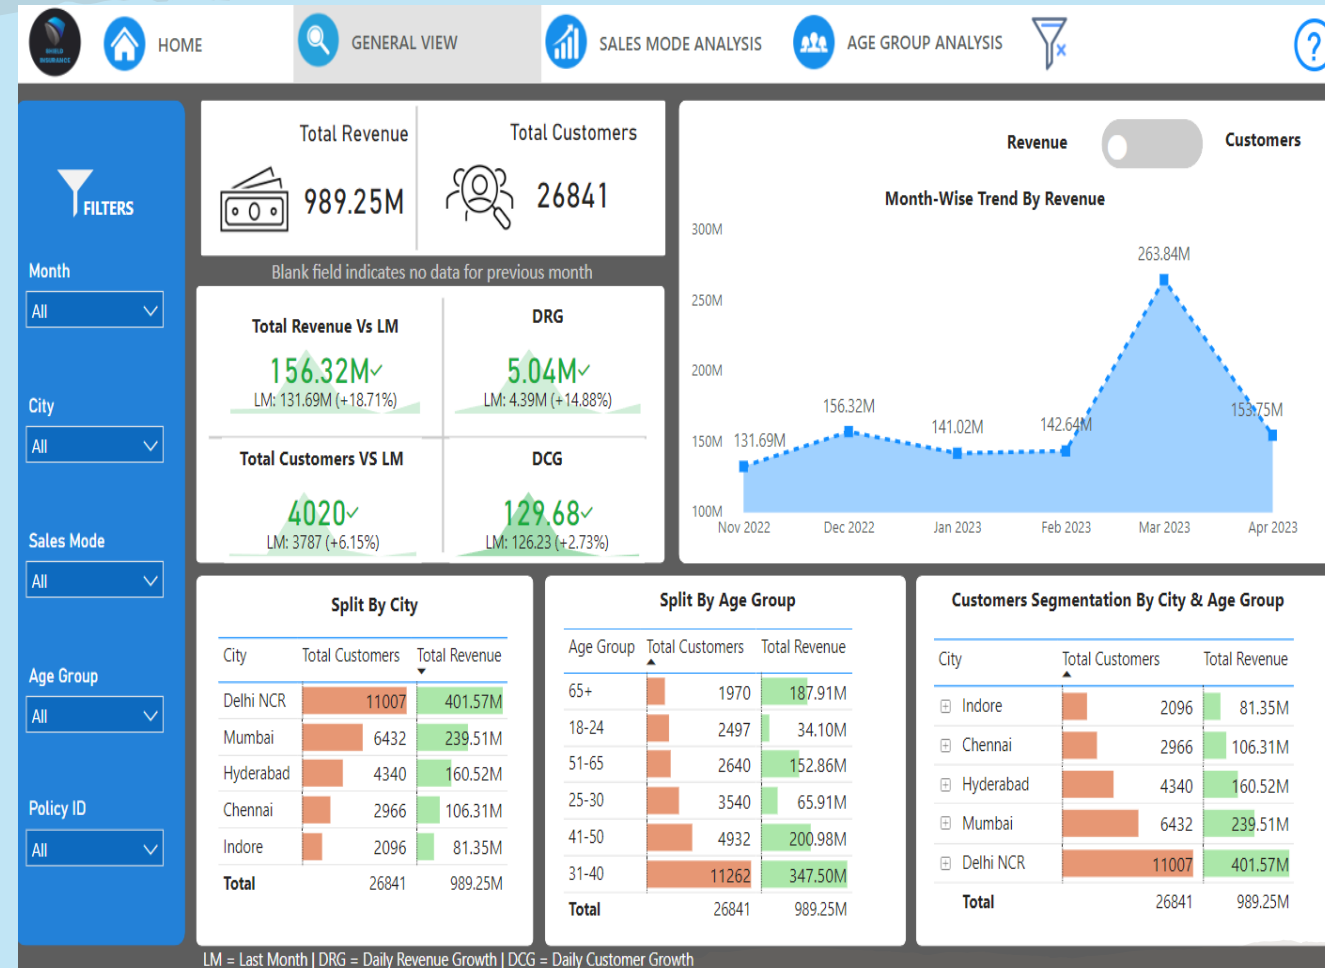 SHIELD
INSURANCE
HOME
GENERAL VIEW
SALES MODE ANALYSIS
AGE GROUP ANALYSIS
?
FILTERS
Month
All
City
All
Sales Mode
All
Age Group
All
Policy ID
All
Total Revenue
989.25M
Total Customers
26841
Blank field indicates no data for previous month
Total Revenue Vs LM
156.32M
LM: 131.69M (+18.71%)
DRG
5.04M
LM: 4.39M (+14.88%)
Total Customers VS LM
4020
LM: 3787 (+6.15%)
DCG
129.68
LM: 126.23 (+2.73%)
Revenue Customers
Month-Wise Trend By Revenue
300M
250M
200M
150M
100M
131.69M
156.32M
141.02M
142.64M
263.84M
153.75M
Nov 2022 Dec 2022 Jan 2023 Feb 2023 Mar 2023 Apr 2023
Split By City
City Total Customers Total Revenue
Delhi NCR 11007 401.57M
Mumbai 6432 239.51M
Hyderabad 4340 160.52M
Chennai 2966 106.31M
Indore 2096 81.35M
Total 26841 989.25M
Split By Age Group
Age Group Total Customers Total Revenue
65+ 1970 187.91M
18-24 2497 34.10M
51-65 2640 152.86M
25-30 3540 65.91M
41-50 4932 200.98M
31-40 11262 347.50M
Total 26841 989.25M
Customers Segmentation By City & Age Group
City Total Customers Total Revenue
Indore 2096 81.35M
Chennai 2966 106.31M
Hyderabad 4340 160.52M
Mumbai 6432 239.51M
Delhi NCR 11007 401.57M
Total 26841 989.25M
LM = Last Month | DRG = Daily Revenue Growth | DCG = Daily Customer Growth